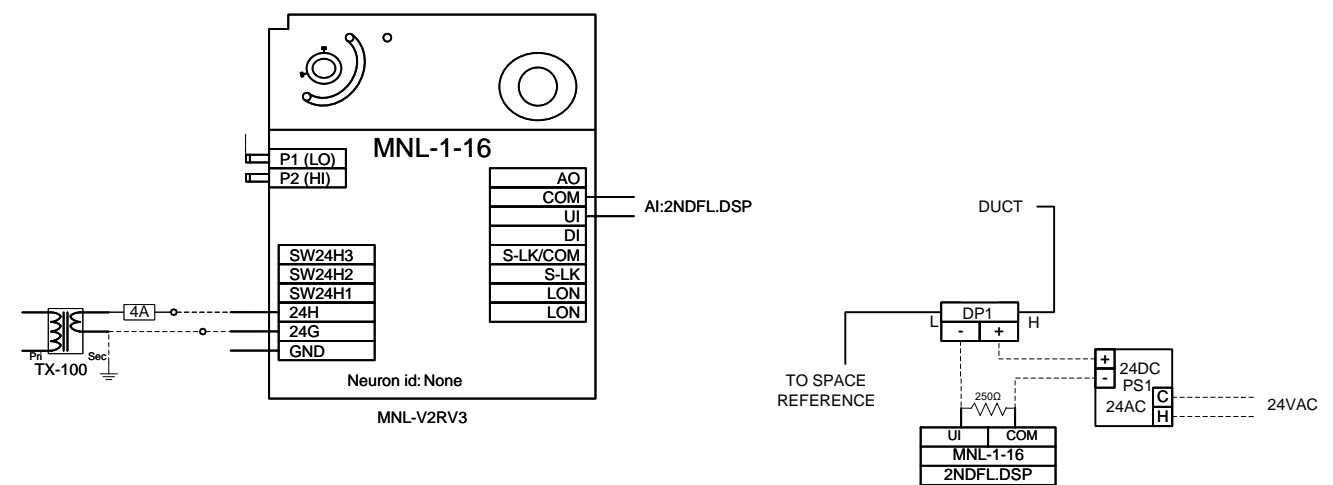 MNL-1-16
P1 (LO)
P2 (HI)
AO
COM
UI
DI
S-LK/COM
S-LK
LON
LON
AI:2NDFL.DSP
SW24H3
SW24H2
SW24H1
24H
24G
GND
4A
Pri
Sec
TX-100
Neuron id: None
MNL-V2RV3
DUCT
DP1
L
H
- +
TO SPACE
REFERENCE
250Ω
UI COM
MNL-1-16
2NDFL.DSP
+
-
24DC
PS1
24AC
C
H
24VAC